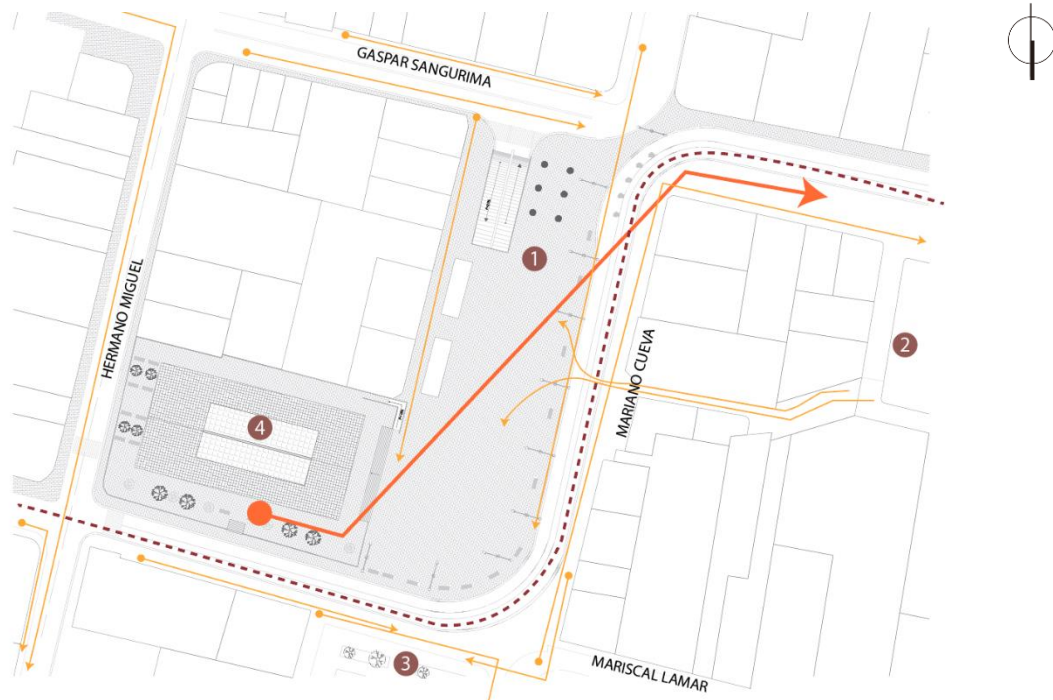 GASPAR SANGURIMA
HERMANO MIGUEL
1
2
MARIANO CUEVA
4
3
MARISCAL LAMAR